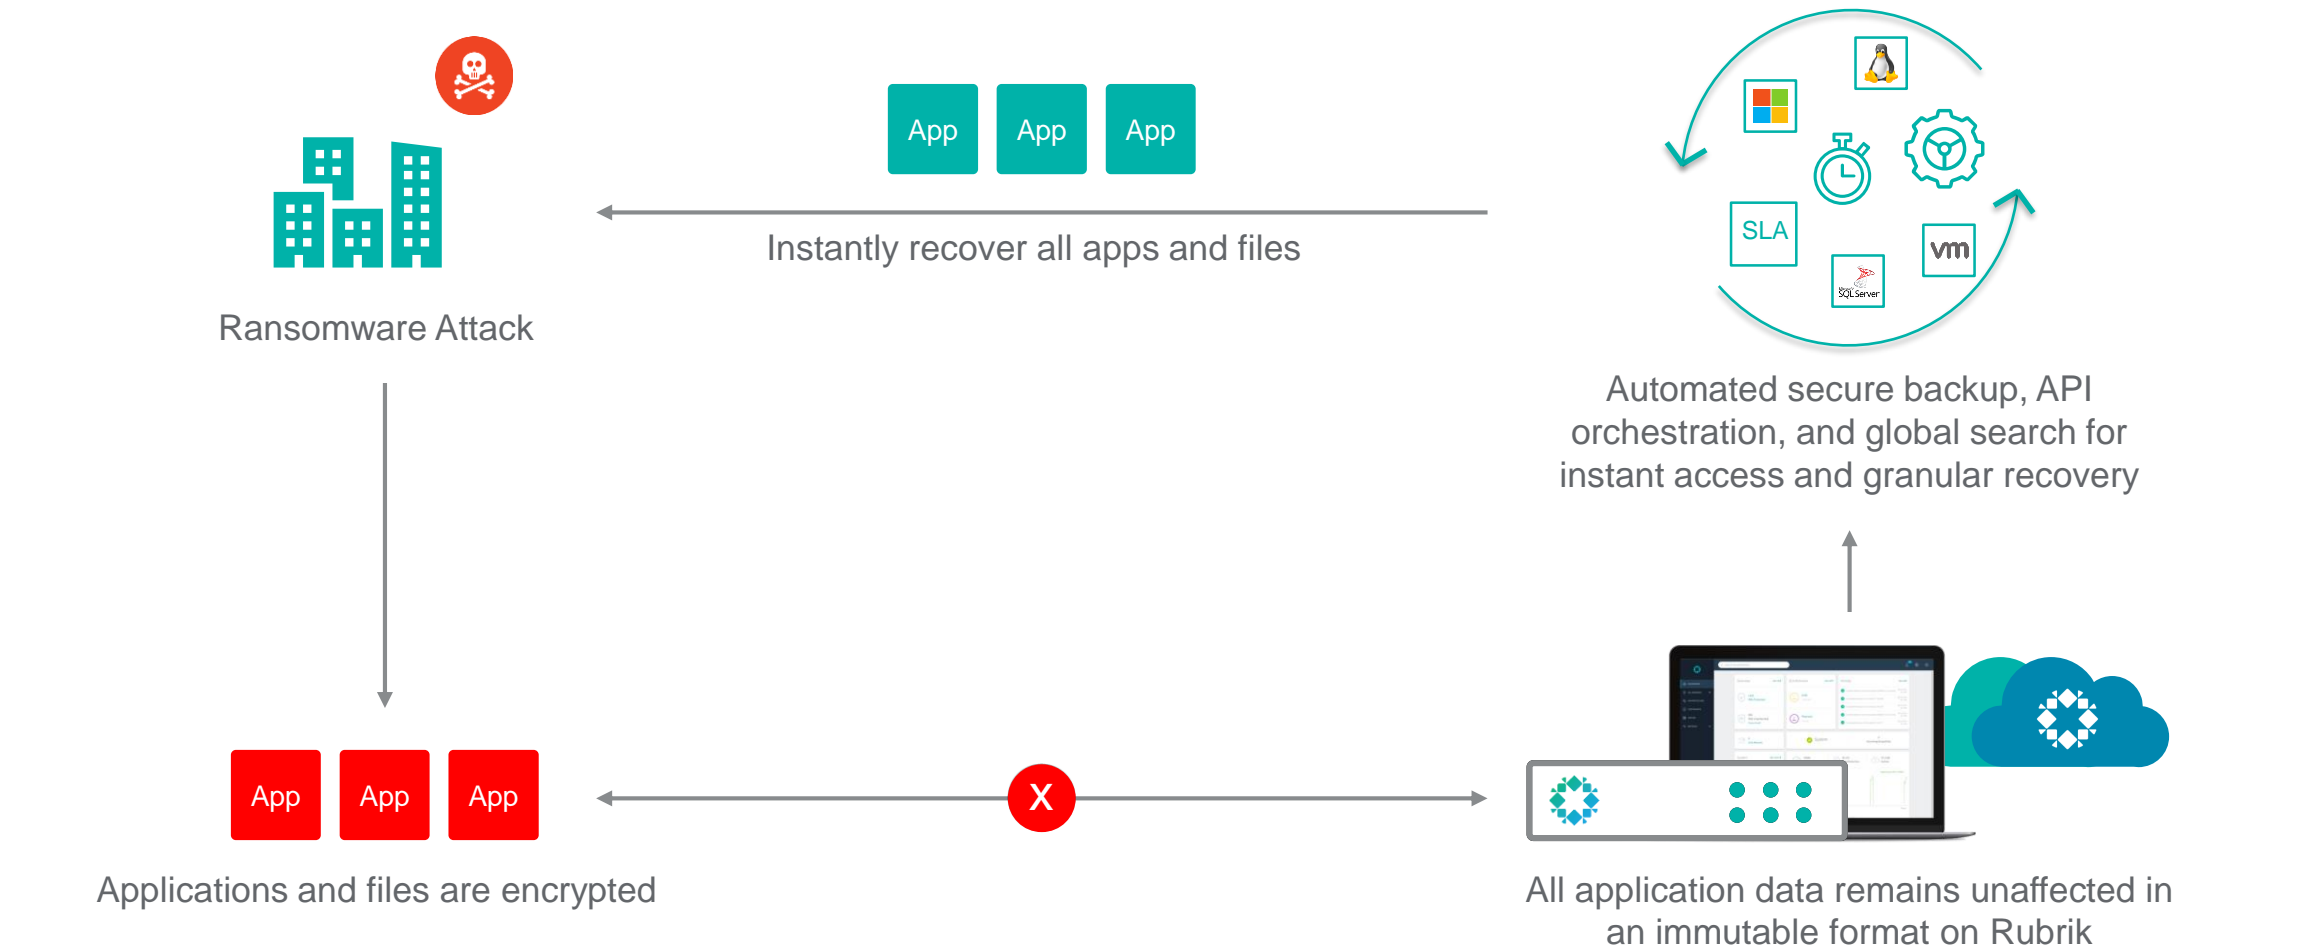 App
App
App
Instantly recover all apps and files
Ransomware Attack
SLA
vm
SQL Server
Automated secure backup, API
orchestration, and global search for
instant access and granular recovery
App
App
App
X
Applications and files are encrypted
All application data remains unaffected in
an immutable format on Rubrik